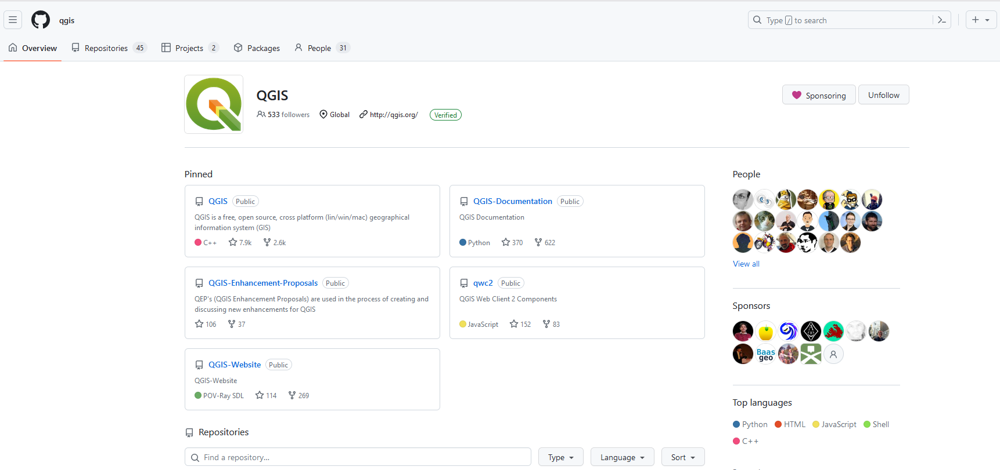 qgis
Type / to search
Overview
Repositories 45
Projects 2
Packages
People 31
QGIS
533 followers
Global
http://qgis.org/
Verified
Sponsoring
Unfollow
Pinned
QGIS Public
QGIS is a free, open source, cross platform (lin/win/mac) geographical
information system (GIS)
C++ 7.9k 2.6k
QGIS-Documentation Public
QGIS Documentation
Python 370 622
QGIS-Enhancement-Proposals Public
QEP's (QGIS Enhancement Proposals) are used in the process of creating and
discussing new enhancements for QGIS
106 37
qwc2 Public
QGIS Web Client 2 Components
JavaScript 152 83
QGIS-Website Public
QGIS-Website
POV-Ray SDL 114 269
Repositories
Find a repository...
Type
Language
Sort
People
View all
Sponsors
Baas
geo
Top languages
Python HTML JavaScript Shell
C++